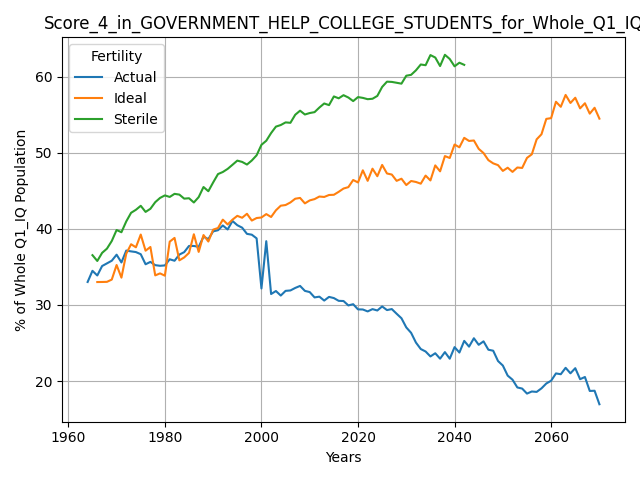 Score_4_in_GOVERNMENT_HELP_COLLEGE_STUDENTS_for_Whole_Q1_IQ
Fertility
Actual
Ideal
Sterile
% of Whole Q1_IQ Population
60
50
40
30
20
1960
1980
2000
2020
2040
2060
Years